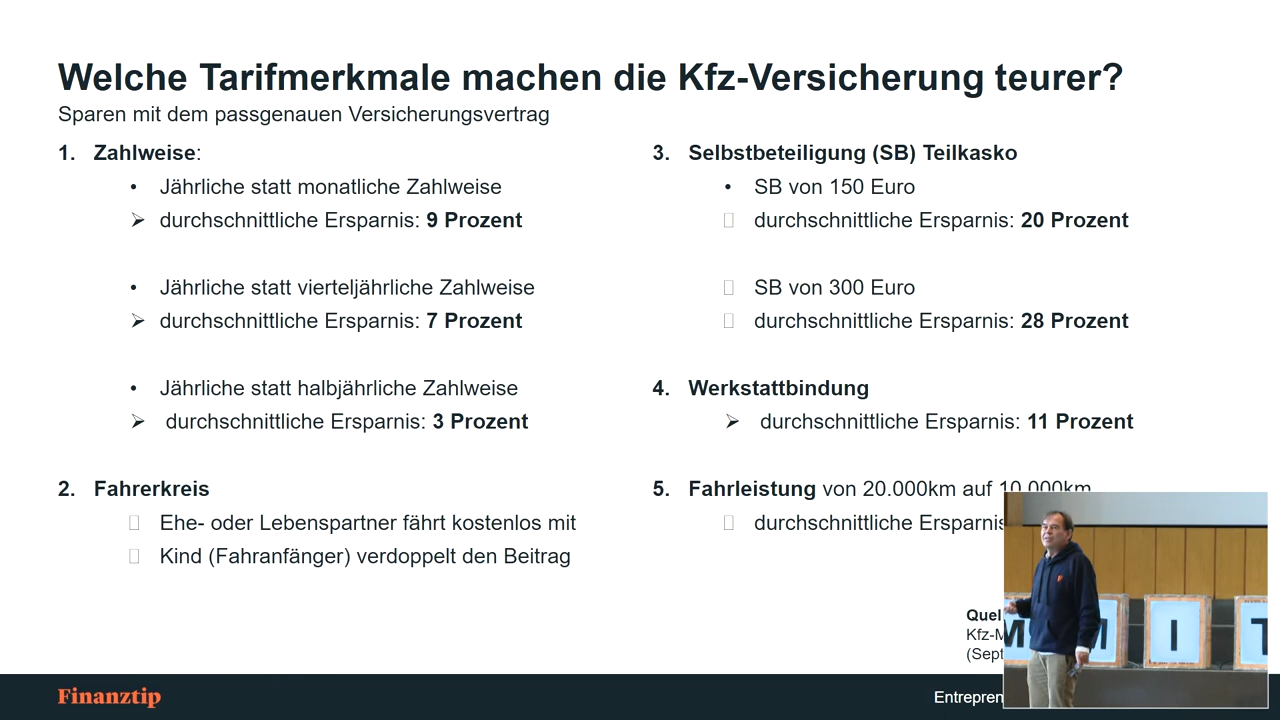 Welche Tarifmerkmale machen die Kfz-Versicherung teurer?
Sparen mit dem passgenauen Versicherungsvertrag
1. Zahlweise:
• Jährliche statt monatliche Zahlweise
➢ durchschnittliche Ersparnis: 9 Prozent
• Jährliche statt vierteljährliche Zahlweise
➢ durchschnittliche Ersparnis: 7 Prozent
• Jährliche statt halbjährliche Zahlweise
➢ durchschnittliche Ersparnis: 3 Prozent
2. Fahrerkreis
Ehe- oder Lebenspartner fährt kostenlos mit
Kind (Fahranfänger) verdoppelt den Beitrag
3. Selbstbeteiligung (SB) Teilkasko
• SB von 150 Euro
durchschnittliche Ersparnis: 20 Prozent
SB von 300 Euro
durchschnittliche Ersparnis: 28 Prozent
4. Werkstattbindung
➢ durchschnittliche Ersparnis: 11 Prozent
5. Fahrleistung von 20.000km auf 10.000km
durchschnittliche Ersparnis
M I T
Finanztip